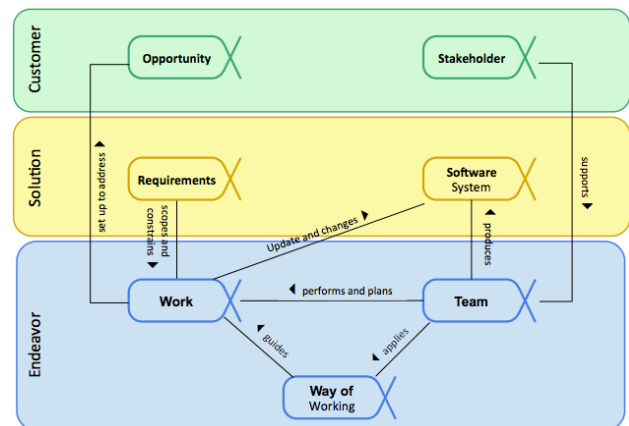 Customer
Opportunity
Stakeholder
set up to address
supports
Solution
Requirements
Software
System
scopes and
constrains
Update and changes
produces
Endeavor
Work
performs and plans
Team
guides
applies
Way of
Working